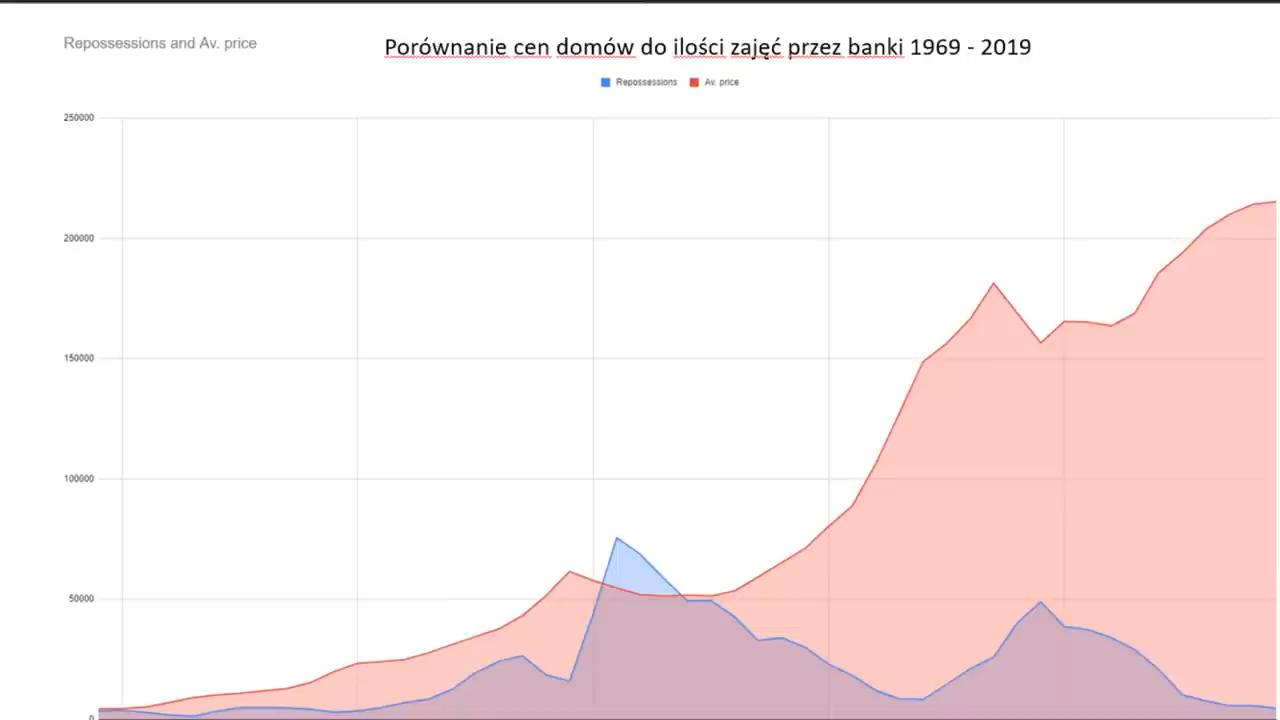 Repossessions and Av. price
Porównanie cen domów do ilości zajęć przez banki 1969 - 2019
Repossessions Av. price
250000
200000
150000
100000
50000
0